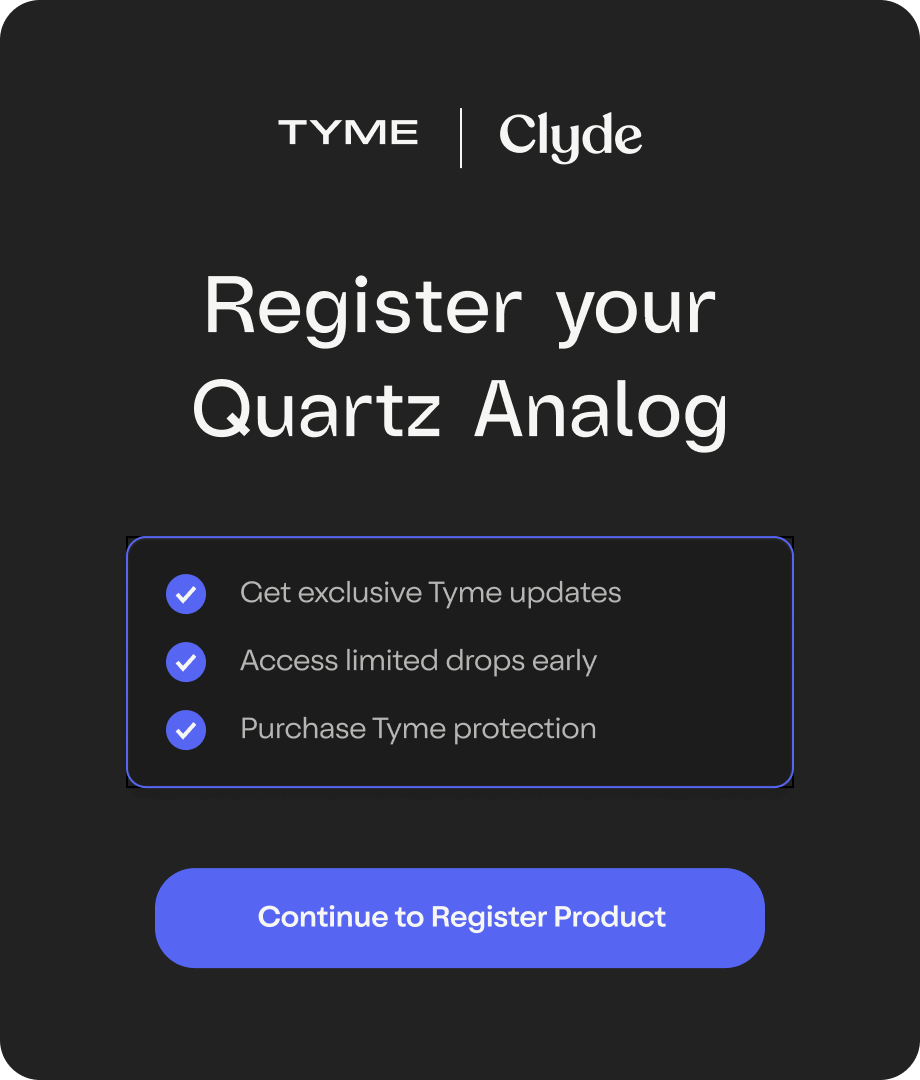 TYME | Clyde
Register your
Quartz Analog
Get exclusive Tyme updates
Access limited drops early
Purchase Tyme protection
Continue to Register Product